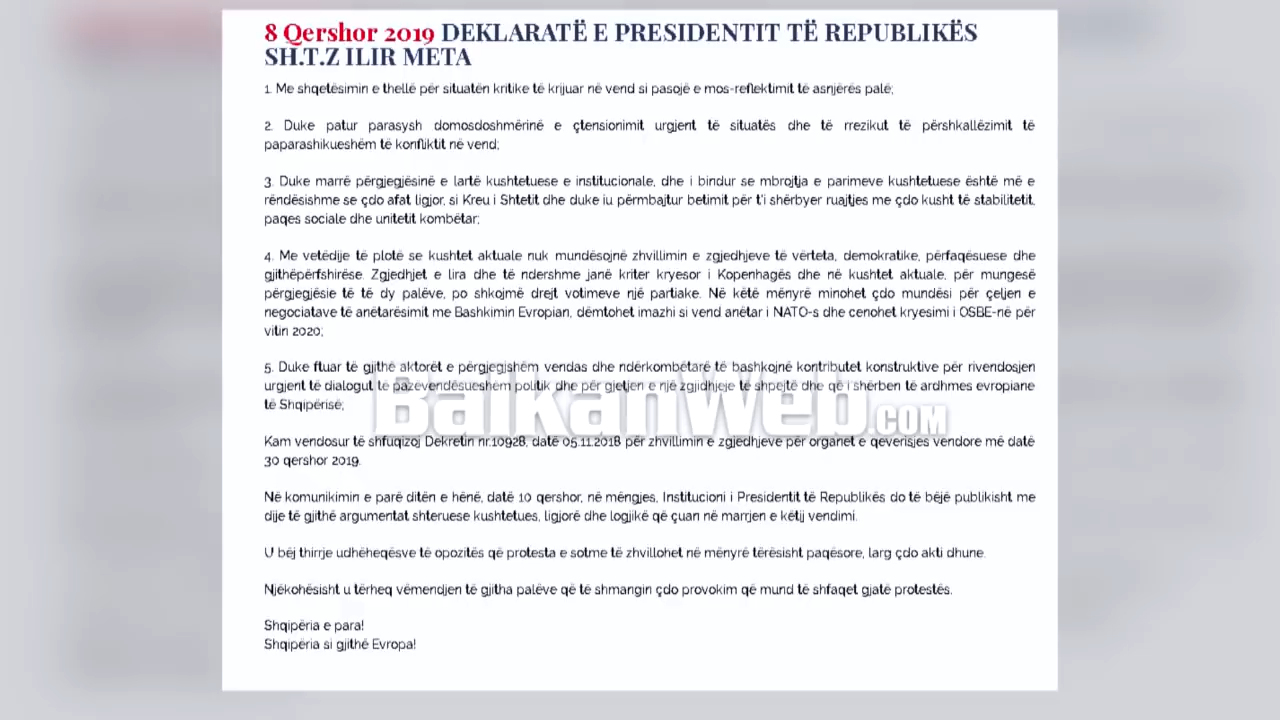 8 Qershor 2019 DEKLARATË E PRESIDENTIT TË REPUBLIKËS
SH.T.Z ILIR META
1. Me shqetësimin e thellë për situatën kritike të krijuar në vend si pasojë e mos-reflektimit të asnjërës palë;
2. Duke patur parasysh domosdoshmërinë e çtensionimit urgjent të situatës dhe të rrezikut të përshkallëzimit të
paparashikueshëm të konfliktit në vend;
3. Duke marrë përgjegjësinë e lartë kushtetuese e institucionale, dhe i bindur se mbrojtja e parimeve kushtetuese është më e
rëndësishme se çdo afat ligjor, si Kreu i Shtetit dhe duke iu përmbajtur betimit për t'i shërbyer ruajtjes me çdo kusht të stabilitetit,
paqes sociale dhe unitetit kombëtar;
4. Me vetëdije të plotë se kushtet aktuale nuk mundësojnë zhvillimin e zgjedhjeve të vërteta, demokratike, përfaqësuese dhe
gjithëpërfshirëse. Zgjedhjet e lira dhe të ndershme janë kriter kryesor i Kopenhagës dhe në kushtet aktuale, për mungesë
përgjegjësie të të dy palëve, po shkojmë drejt votimeve një partiake. Në këtë mënyrë minohet çdo mundësi për çeljen e
negociatave të anëtarësimit me Bashkimin Evropian, dëmtohet imazhi si vend anëtar i NATO-s dhe cenohet kryesimi i OSBE-në për
vitin 2020;
5. Duke ftuar të gjithë aktorët e përgjegjshëm vendas dhe ndërkombëtarë të bashkojnë kontributet konstruktive për rivendosjen
urgjent të dialogut të pazëvendësueshëm politik dhe për gjetjen e një zgjidhjeje të shpejtë dhe që i shërben të ardhmes evropiane
të Shqipërisë;
BalkanWeb.COM
Kam vendosur të shfuqizoj Dekretin nr.10928, datë 05.11.2018 për zhvillimin e zgjedhjeve për organet e qeverisjes vendore më datë
30 qershor 2019.
Në komunikimin e parë ditën e hënë, datë 10 qershor, në mëngjes, Institucioni i Presidentit të Republikës do të bëjë publikisht me
dije të gjithë argumentat shteruese kushtetues, ligjorë dhe logjikë që çuan në marrjen e këtij vendimi.
U bëj thirrje udhëheqësve të opozitës që protesta e sotme të zhvillohet në mënyrë tërësisht paqësore, larg çdo akti dhune.
Njëkohësisht u tërheq vëmendjen të gjitha palëve që të shmangin çdo provokim që mund të shfaqet gjatë protestës.
Shqipëria e para!
Shqipëria si gjithë Evropa!